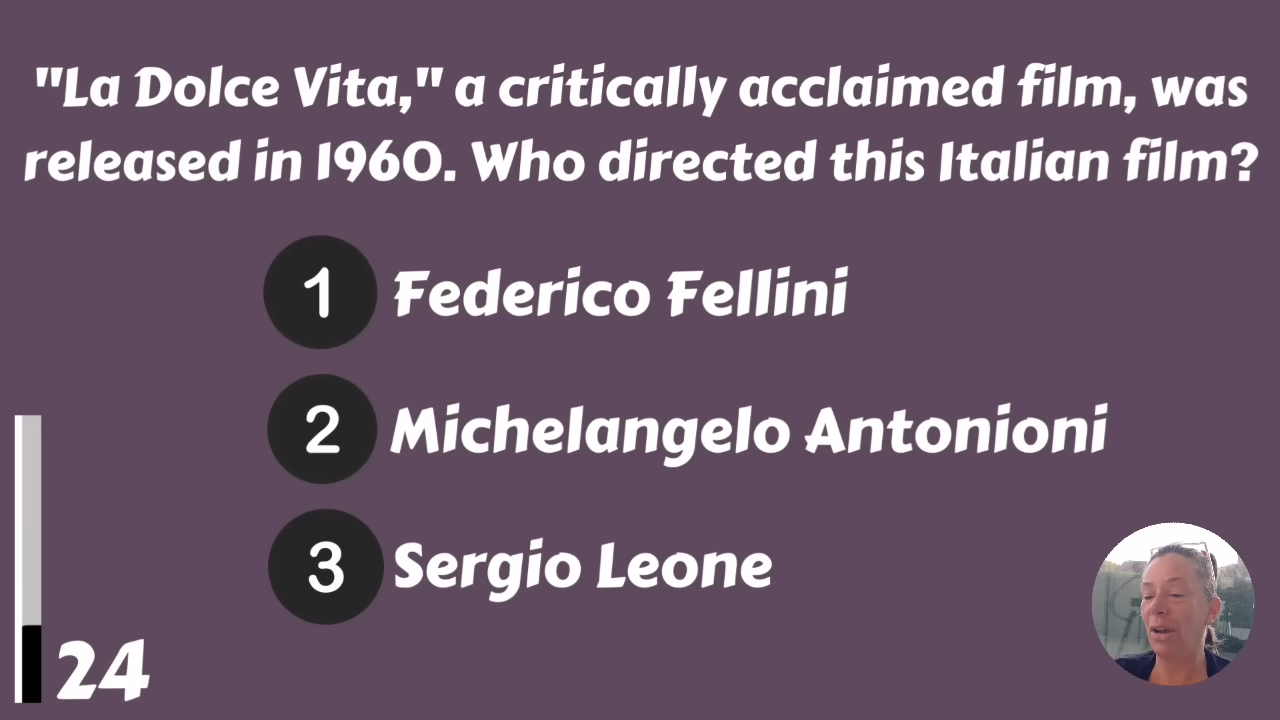 "La Dolce Vita," a critically acclaimed film, was
released in 1960. Who directed this Italian film?
1 Federico Fellini
2 Michelangelo Antonioni
3 Sergio Leone
24